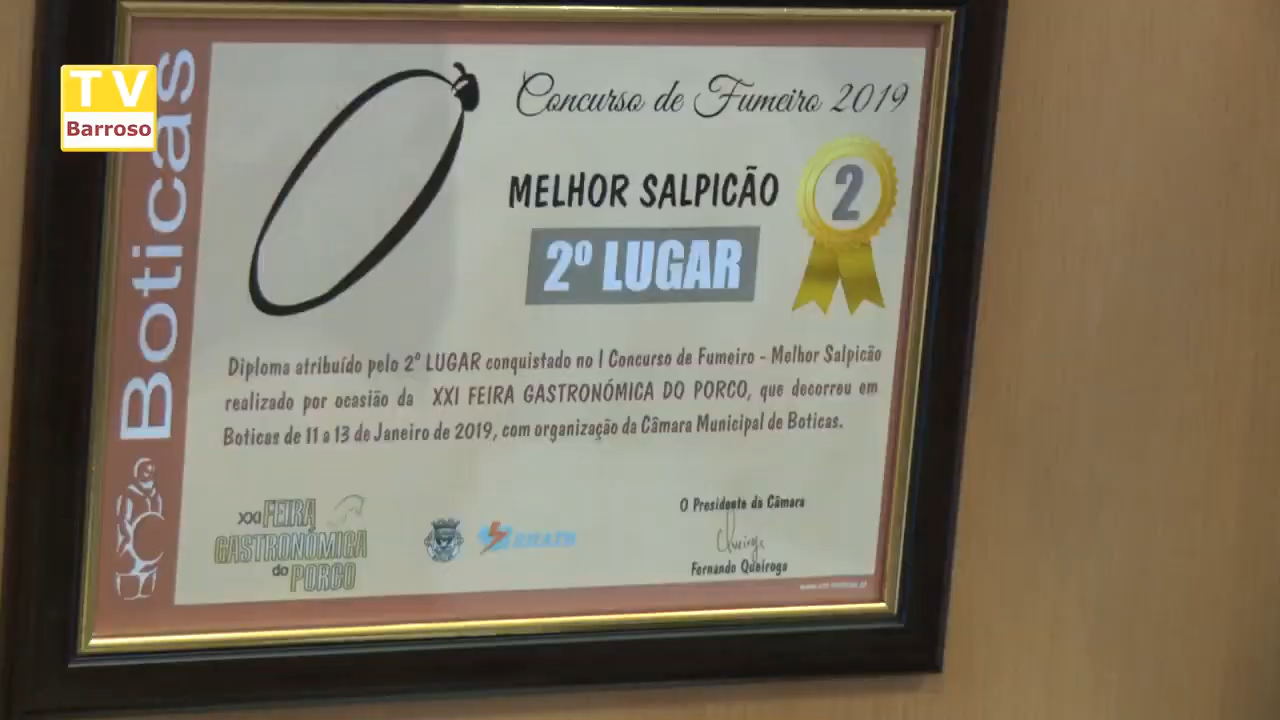 TV
Barroso
Boticas
Concurso de Fumeiro 2019
MELHOR SALPICÃO
2
2º LUGAR
Diploma atribuído pelo 2º LUGAR conquistado no I Concurso de Fumeiro - Melhor Salpicão
realizado por ocasião da XXI FEIRA GASTRONÓMICA DO PORCO, que decorreu em
Boticas de 11 a 13 de Janeiro de 2019, com organização da Câmara Municipal de Boticas.
XXI FEIRA
GASTRONÓMICA
do PORCO
O Presidente da Câmara
Fernando Queiroga